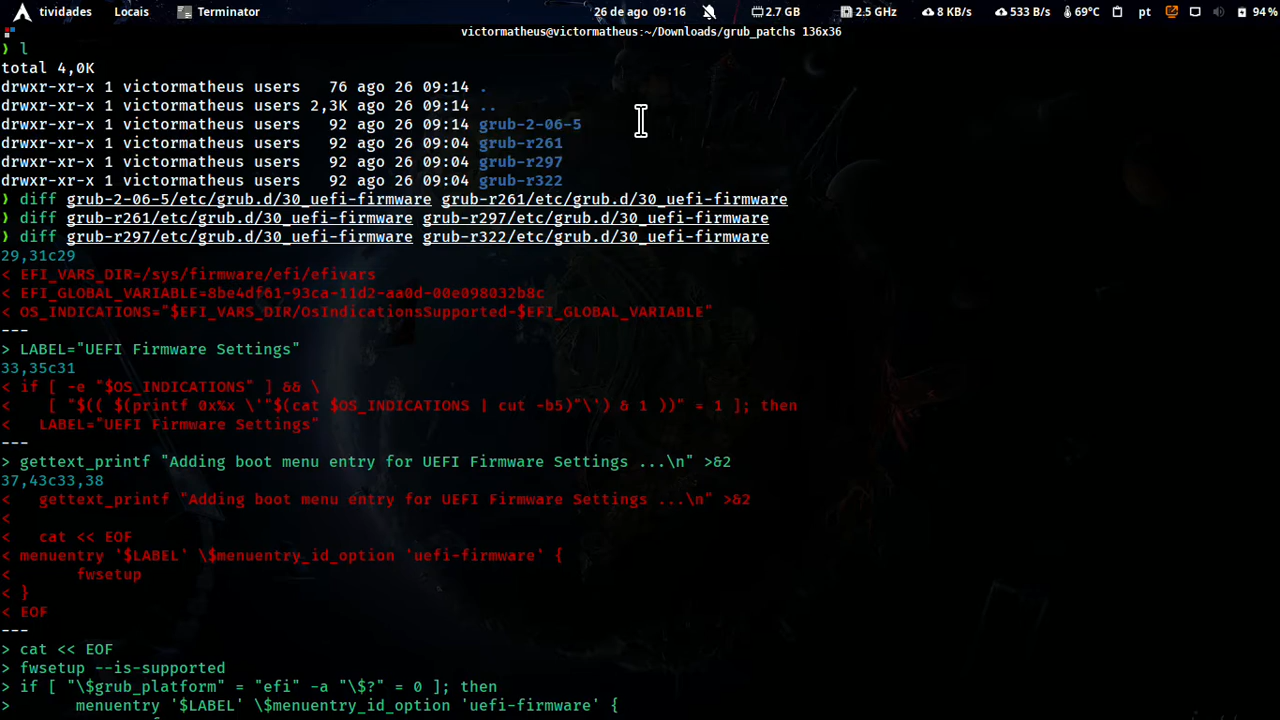 tividades Locais Terminator 26 de ago 09:16 2.7 GB 2.5 GHz 8 KB/s 533 B/s 69°C pt 94 %
victormatheus@victormatheus:~/Downloads/grub_patchs 136x36
❯ l
total 4,0K
drwxr-xr-x 1 victormatheus users   76 ago 26 09:14 .
drwxr-xr-x 1 victormatheus users 2,3K ago 26 09:14 ..
drwxr-xr-x 1 victormatheus users   92 ago 26 09:14 grub-2-06-5
drwxr-xr-x 1 victormatheus users   92 ago 26 09:04 grub-r261
drwxr-xr-x 1 victormatheus users   92 ago 26 09:04 grub-r297
drwxr-xr-x 1 victormatheus users   92 ago 26 09:04 grub-r322
❯ diff grub-2-06-5/etc/grub.d/30_uefi-firmware grub-r261/etc/grub.d/30_uefi-firmware
❯ diff grub-r261/etc/grub.d/30_uefi-firmware grub-r297/etc/grub.d/30_uefi-firmware
❯ diff grub-r297/etc/grub.d/30_uefi-firmware grub-r322/etc/grub.d/30_uefi-firmware
29,31c29
< EFI_VARS_DIR=/sys/firmware/efi/efivars
< EFI_GLOBAL_VARIABLE=8be4df61-93ca-11d2-aa0d-00e098032b8c
< OS_INDICATIONS="$EFI_VARS_DIR/OsIndicationsSupported-$EFI_GLOBAL_VARIABLE"
---
> LABEL="UEFI Firmware Settings"
33,35c31
< if [ -e "$OS_INDICATIONS" ] && \
<   [ "$(( $(printf 0x%x \'"$(cat $OS_INDICATIONS | cut -b5)"\') & 1 ))" = 1 ]; then
<   LABEL="UEFI Firmware Settings"
---
> gettext_printf "Adding boot menu entry for UEFI Firmware Settings ...\n" >&2
37,43c33,38
<   gettext_printf "Adding boot menu entry for UEFI Firmware Settings ...\n" >&2
<
<   cat << EOF
< menuentry '$LABEL' \$menuentry_id_option 'uefi-firmware' {
<       fwsetup
< }
< EOF
---
> cat << EOF
> fwsetup --is-supported
> if [ "\$grub_platform" = "efi" -a "\$?" = 0 ]; then
>       menuentry '$LABEL' \$menuentry_id_option 'uefi-firmware' {